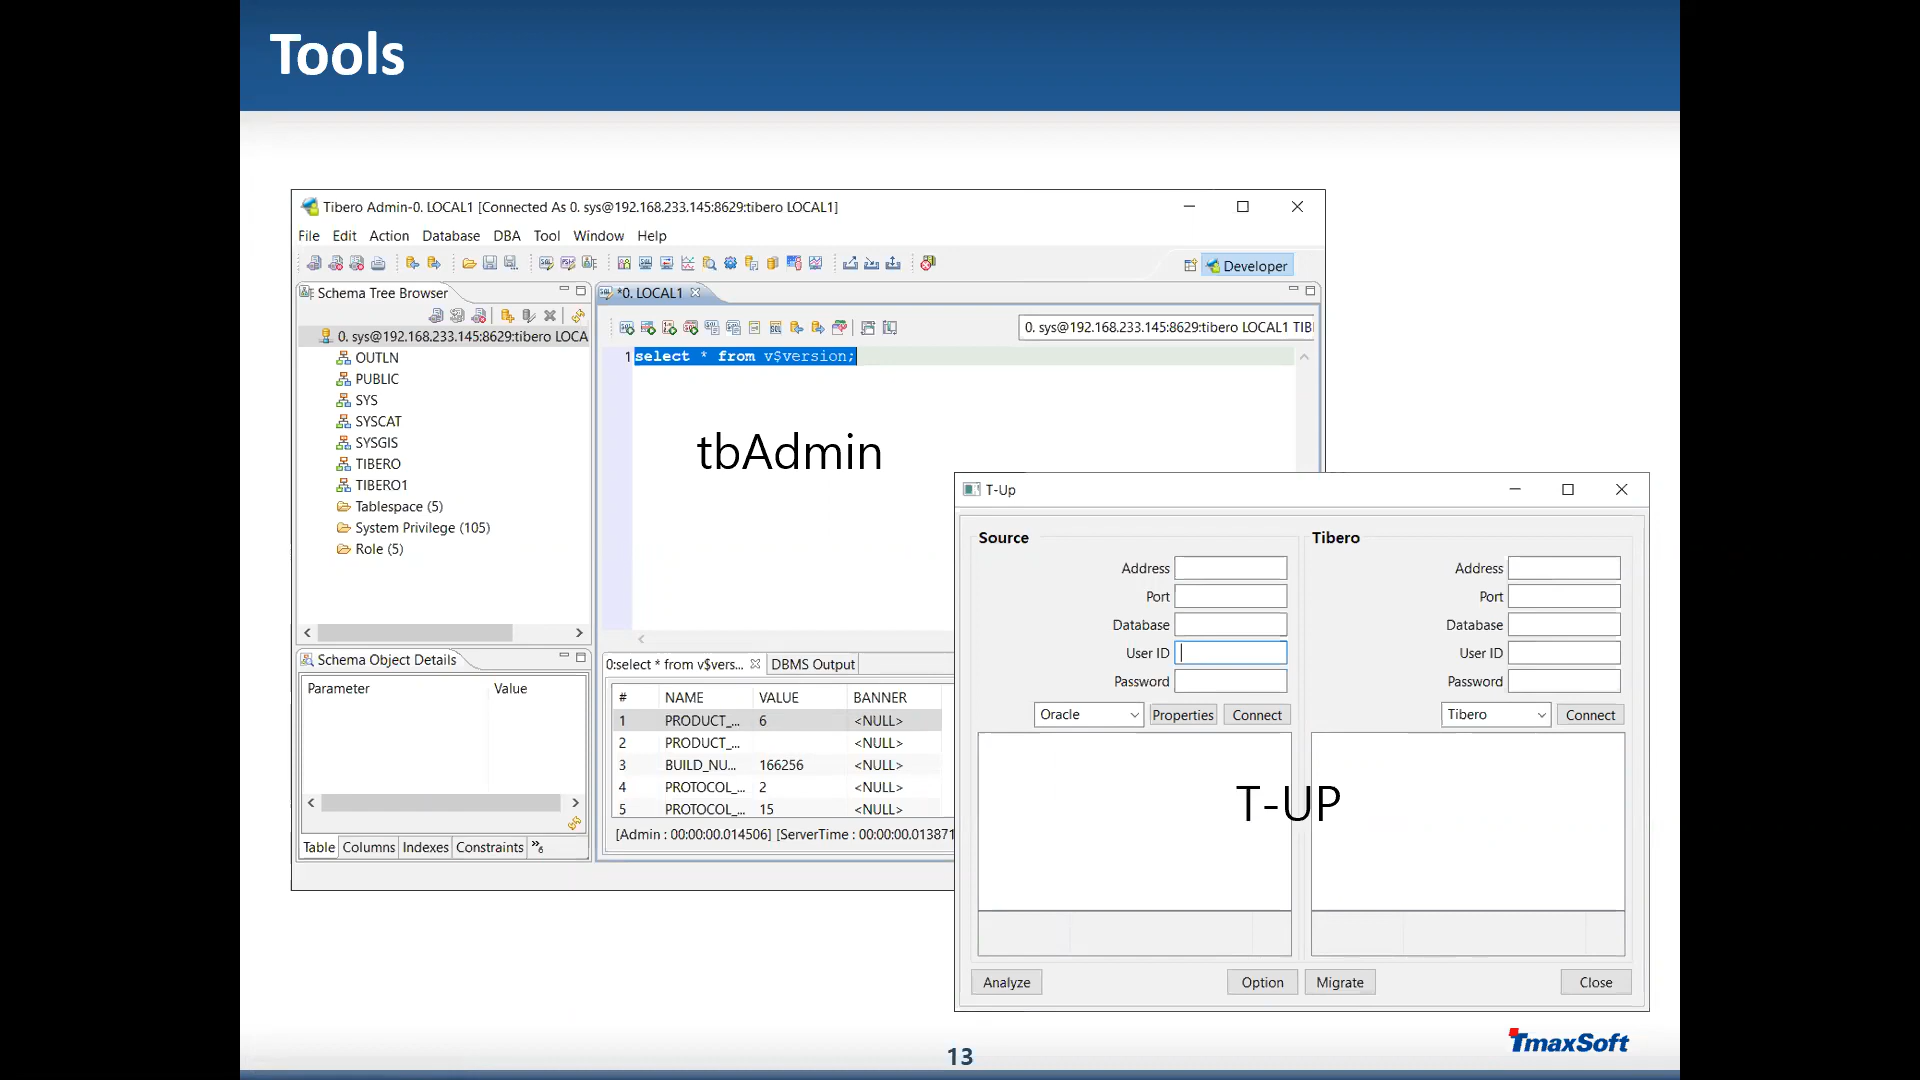 Tools
Tibero Admin-0. LOCAL1 [Connected As 0. sys@192.168.233.145:8629:tibero LOCAL1]
File Edit Action Database DBA Tool Window Help
Developer
Schema Tree Browser
*0. LOCAL1
0. sys@192.168.233.145:8629:tibero LOCA
0. sys@192.168.233.145:8629:tibero LOCAL1 TIB
OUTLN
PUBLIC
SYS
SYSCAT
SYSGIS
TIBERO
TIBERO1
Tablespace (5)
System Privilege (105)
Role (5)
1 select * from v$version;
tbAdmin
Schema Object Details
Parameter Value
Table Columns Indexes Constraints »6
0:select * from v$vers... DBMS Output
# NAME VALUE BANNER
1 PRODUCT_... 6 <NULL>
2 PRODUCT_... <NULL>
3 BUILD_NU... 166256 <NULL>
4 PROTOCOL_... 2 <NULL>
5 PROTOCOL_... 15 <NULL>
[Admin : 00:00:00.014506] [ServerTime : 00:00:00.013871
T-Up
Source
Address
Port
Database
User ID
Password
Oracle Properties Connect
Tibero
Address
Port
Database
User ID
Password
Tibero Connect
T-UP
Analyze Option Migrate Close
TmaxSoft
13